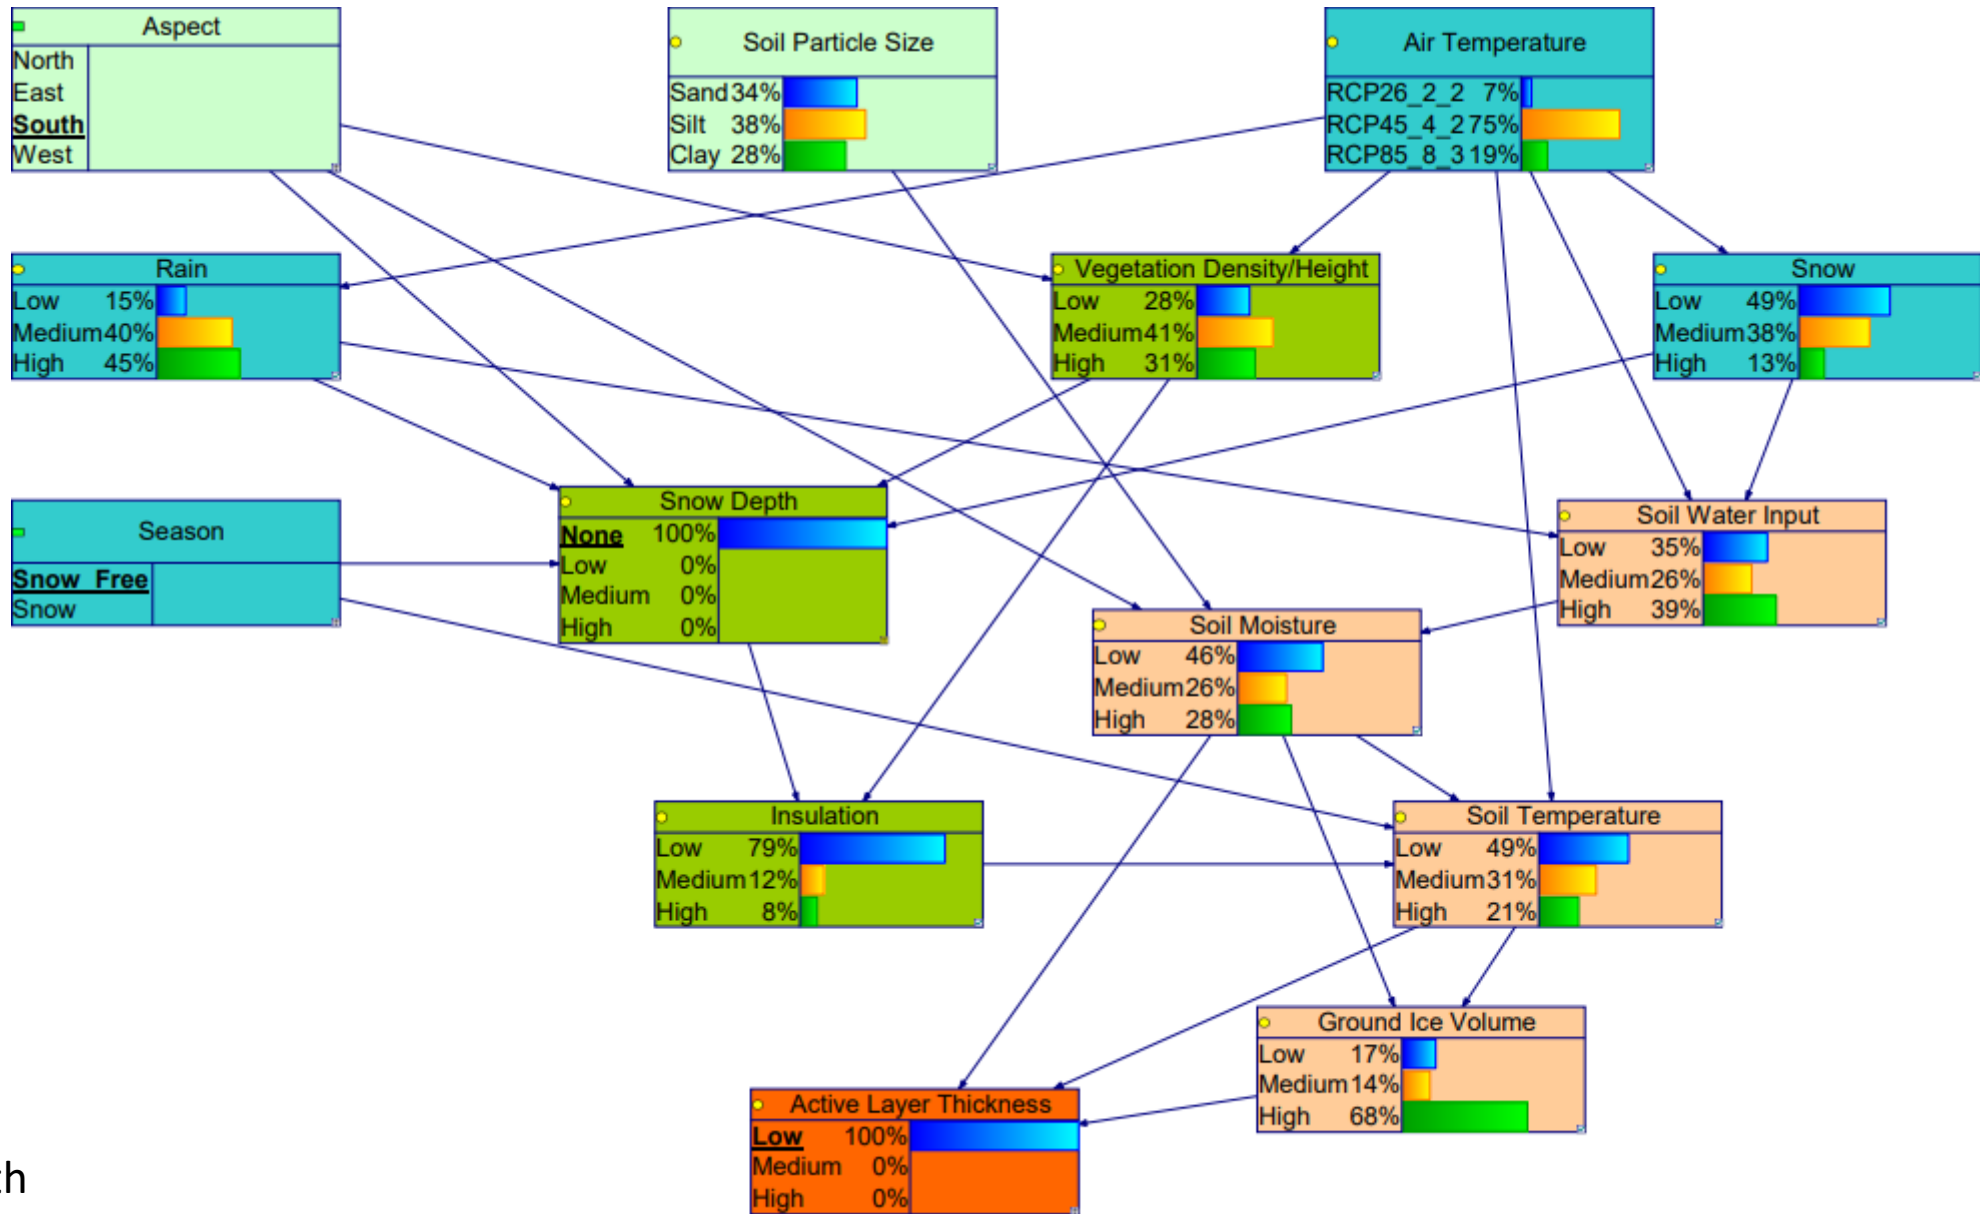 Aspect
North
East
South
West
Soil Particle Size
Sand 34%
Silt 38%
Clay 28%
Air Temperature
RCP26_2_2 7%
RCP45_4_2 75%
RCP85_8_3 19%
Rain
Low 15%
Medium 40%
High 45%
Vegetation Density/Height
Low 28%
Medium 41%
High 31%
Snow
Low 49%
Medium 38%
High 13%
Season
Snow_Free
Snow
Snow Depth
None 100%
Low 0%
Medium 0%
High 0%
Soil Water Input
Low 35%
Medium 26%
High 39%
Soil Moisture
Low 46%
Medium 26%
High 28%
Insulation
Low 79%
Medium 12%
High 8%
Soil Temperature
Low 49%
Medium 31%
High 21%
Ground Ice Volume
Low 17%
Medium 14%
High 68%
Active Layer Thickness
Low 100%
Medium 0%
High 0%